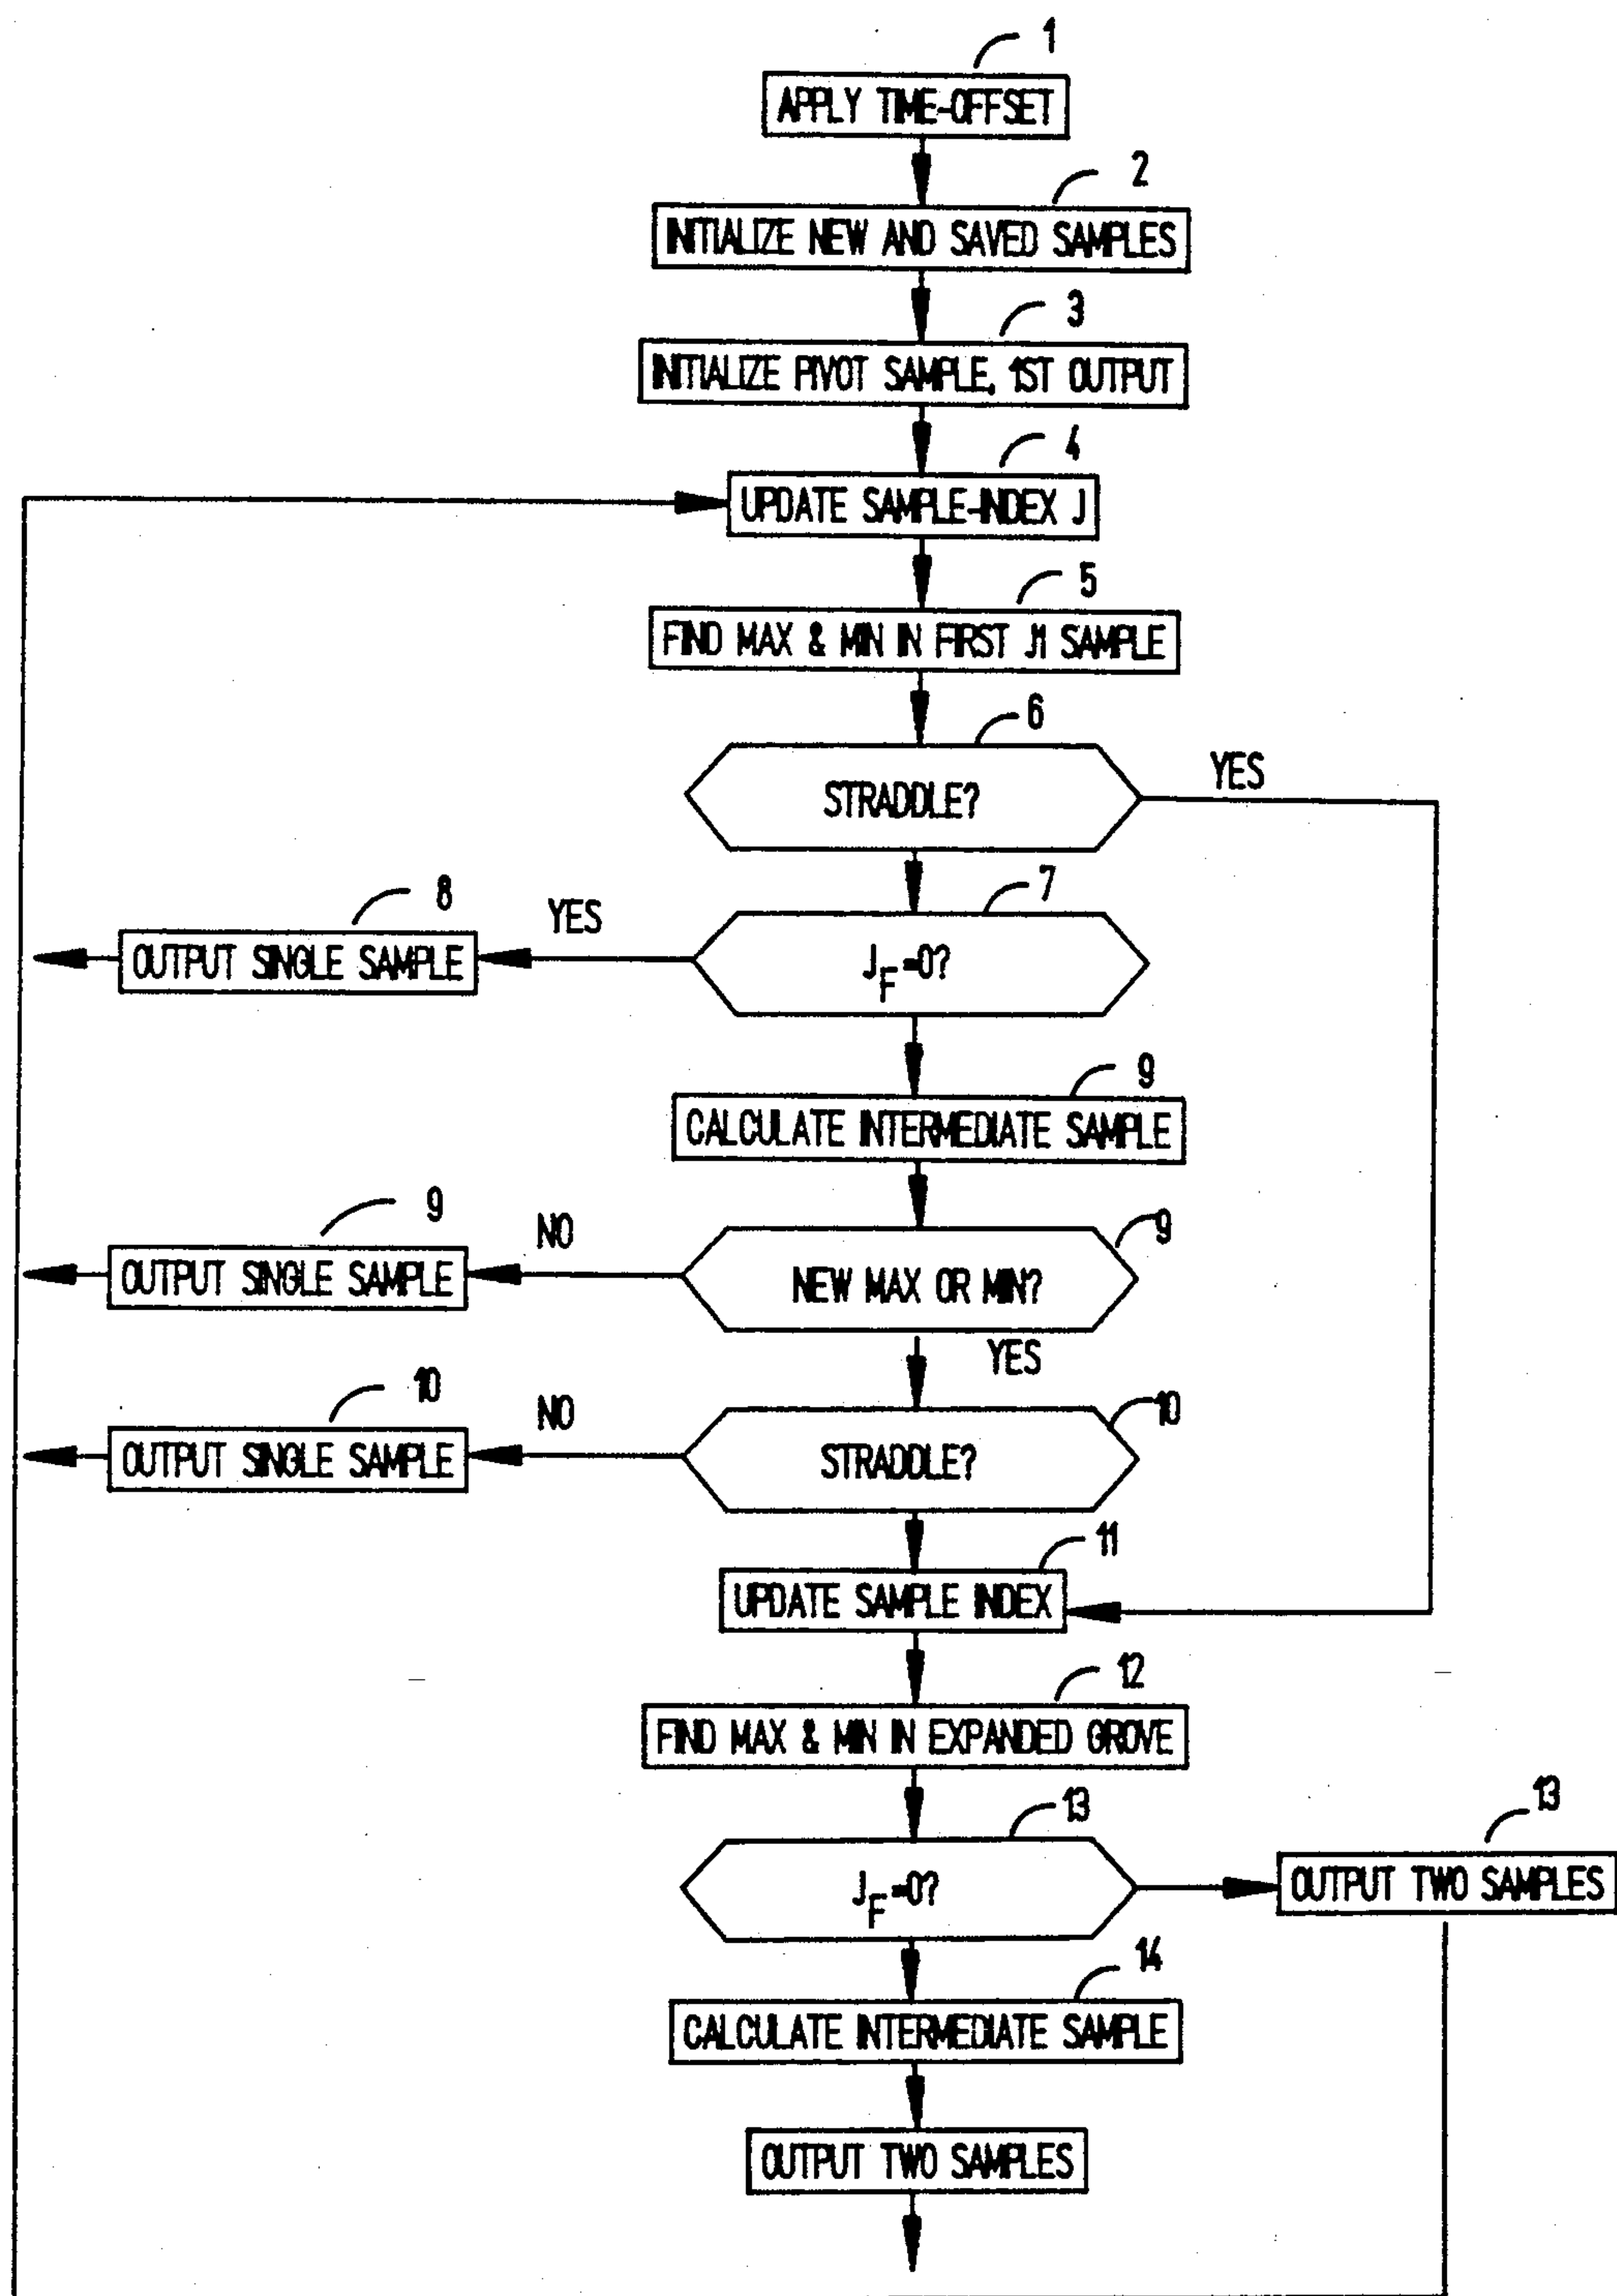 1
APPLY TIME-OFFSET
2
INITIALIZE NEW AND SAVED SAMPLES
3
INITIALIZE PIVOT SAMPLE, 1ST OUTPUT
4
UPDATE SAMPLE-INDEX J
5
FIND MAX & MIN IN FIRST J1 SAMPLE
6
STRADDLE?
YES
7
J_F=0?
YES
8
OUTPUT SINGLE SAMPLE
9
CALCULATE INTERMEDIATE SAMPLE
9
NEW MAX OR MIN?
NO
9
OUTPUT SINGLE SAMPLE
YES
10
STRADDLE?
NO
10
OUTPUT SINGLE SAMPLE
11
UPDATE SAMPLE INDEX
12
FIND MAX & MIN IN EXPANDED GROVE
13
J_F=0?
13
OUTPUT TWO SAMPLES
14
CALCULATE INTERMEDIATE SAMPLE
OUTPUT TWO SAMPLES